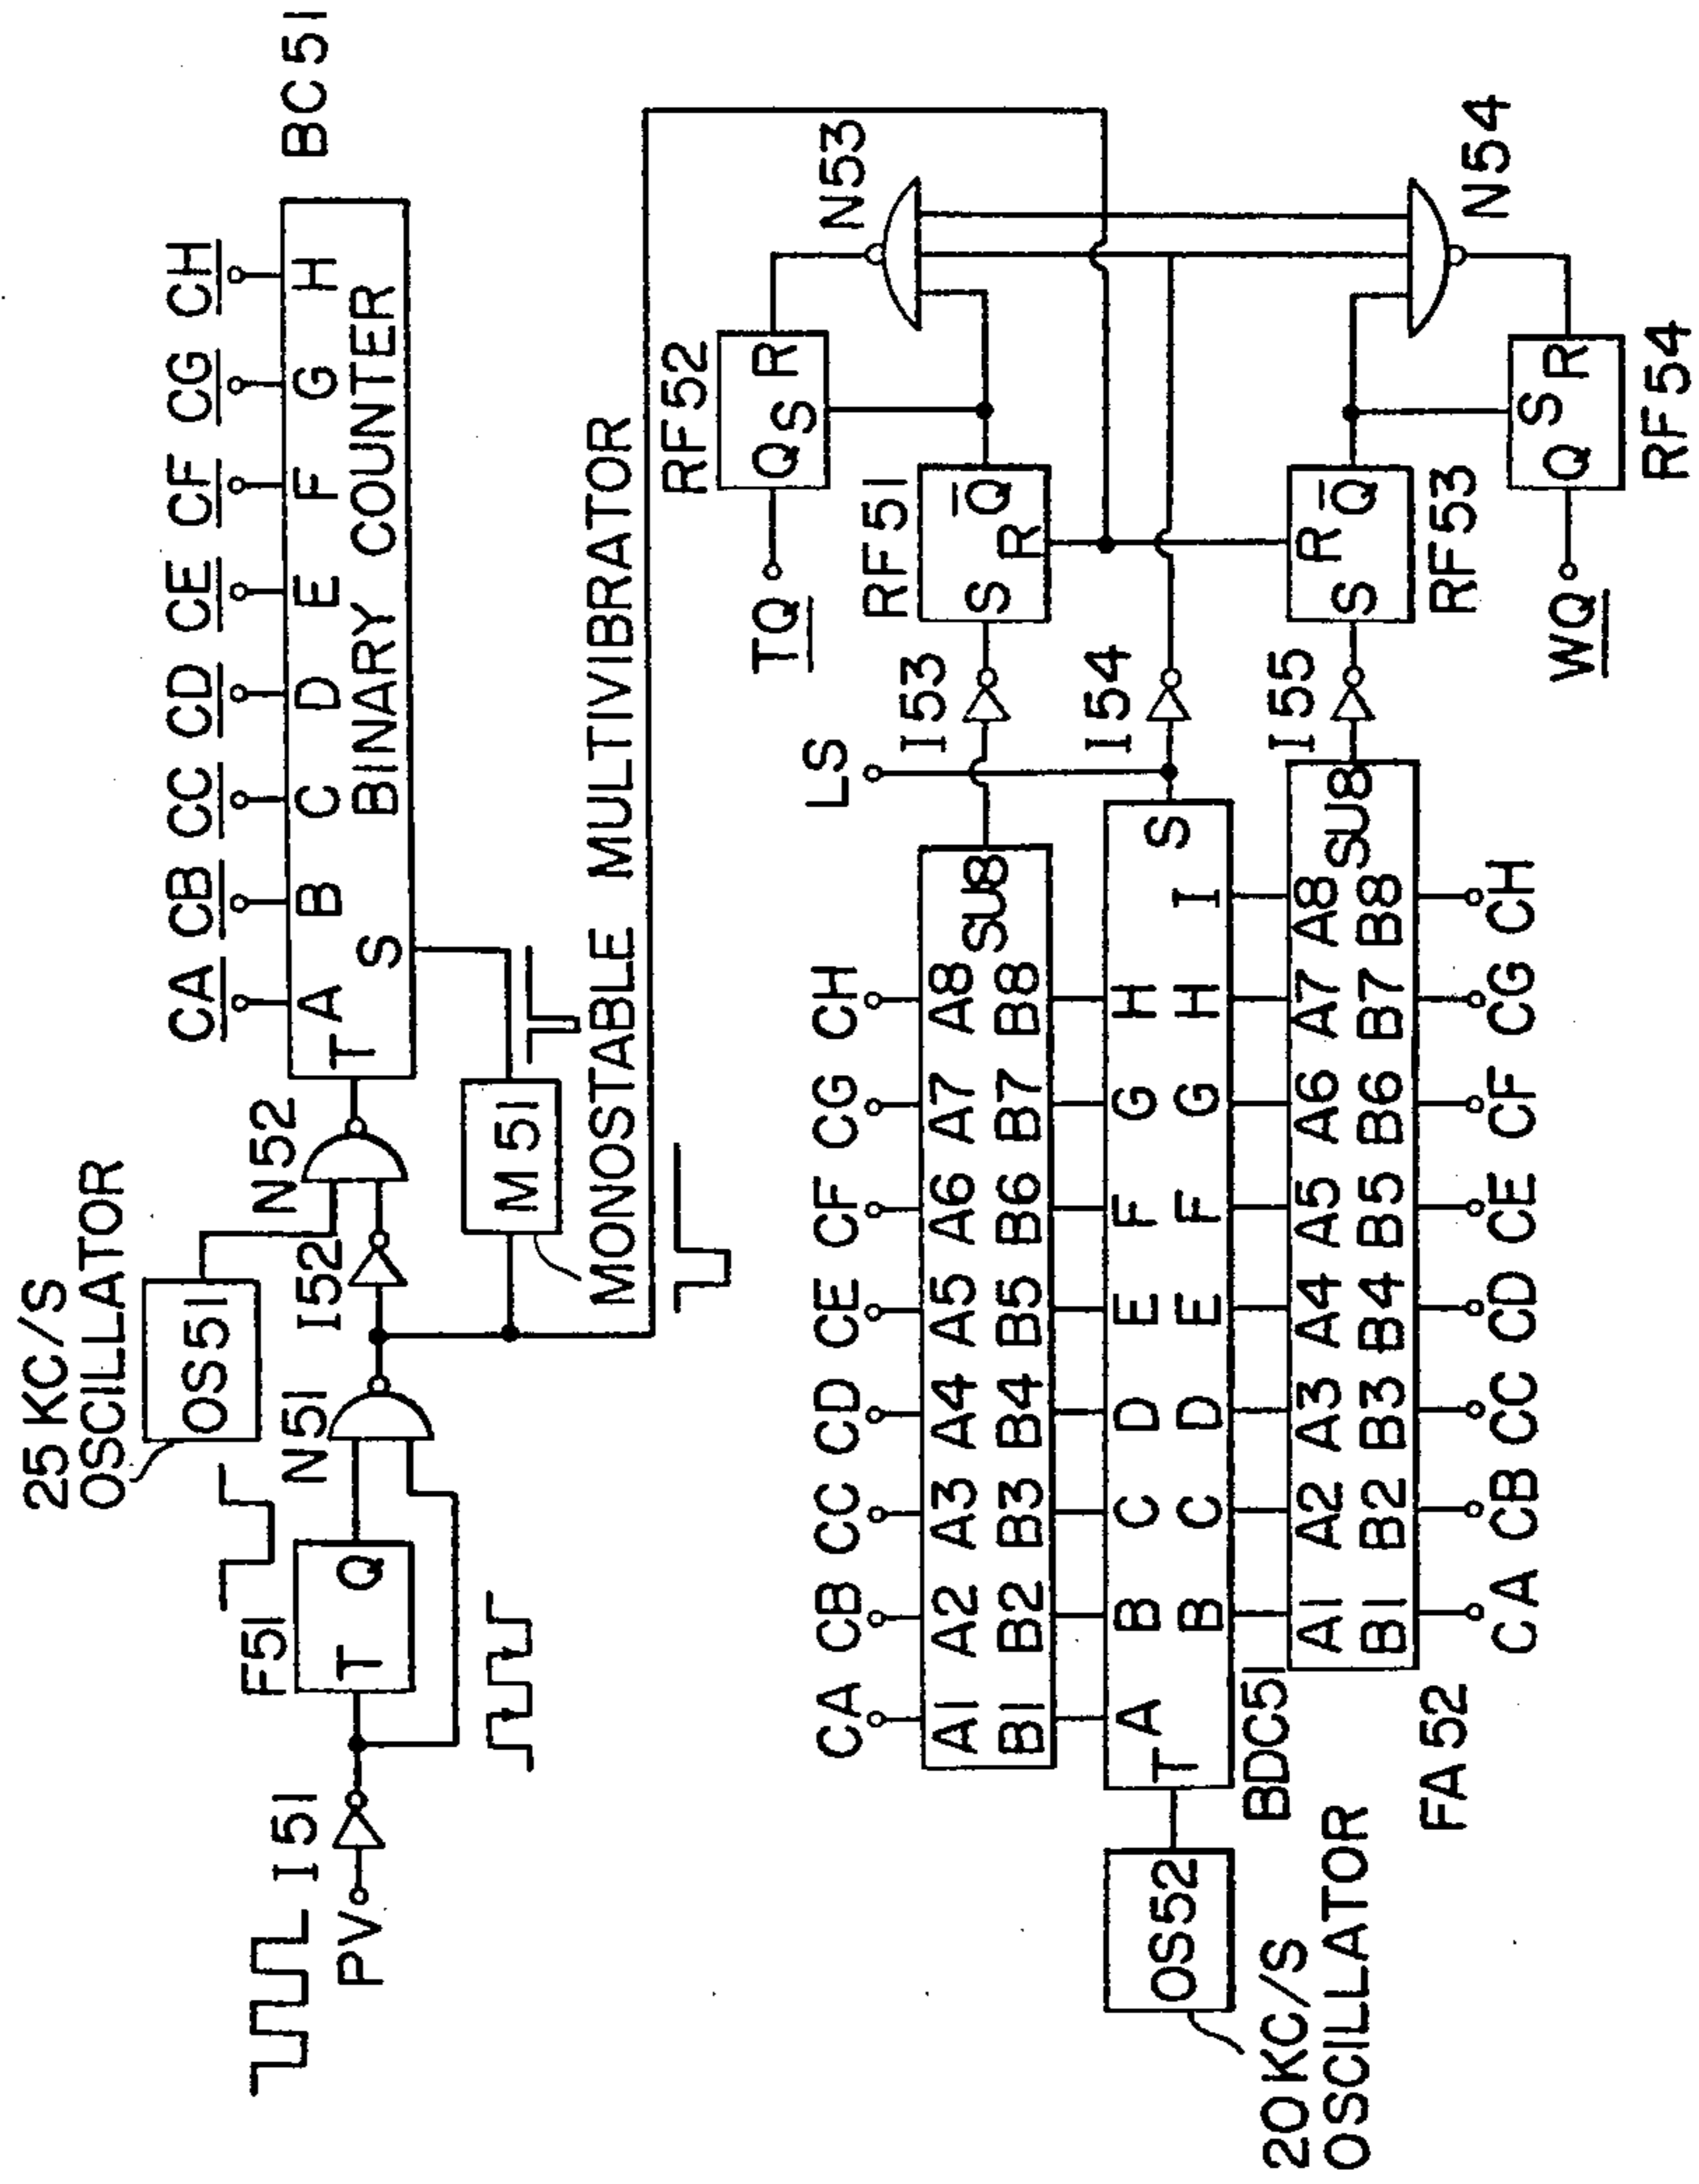 25 KC/S
OSCILLATOR
OS51
CA CB CC CD CE CF CG CH
BC51
A B C D E F G H
T
BINARY COUNTER
S
N52
I52
N51
F51
T Q
I51
PV
M51
MONOSTABLE MULTIVIBRATOR
RF52
Q S R
TQ
N53
CA CB CC CD CE CF CG CH
A1 A2 A3 A4 A5 A6 A7 A8
SU8
B1 B2 B3 B4 B5 B6 B7 B8
LS
I53
RF51
S Q̅
R
I54
OS52
20 KC/S
OSCILLATOR
T
A B C D E F G H
S
B C D E F G H I
BDC51
A1 A2 A3 A4 A5 A6 A7 A8
SU8
B1 B2 B3 B4 B5 B6 B7 B8
FA52
CA CB CC CD CE CF CG CH
I55
R
S Q̅
RF53
N54
S
Q R
RF54
WQ